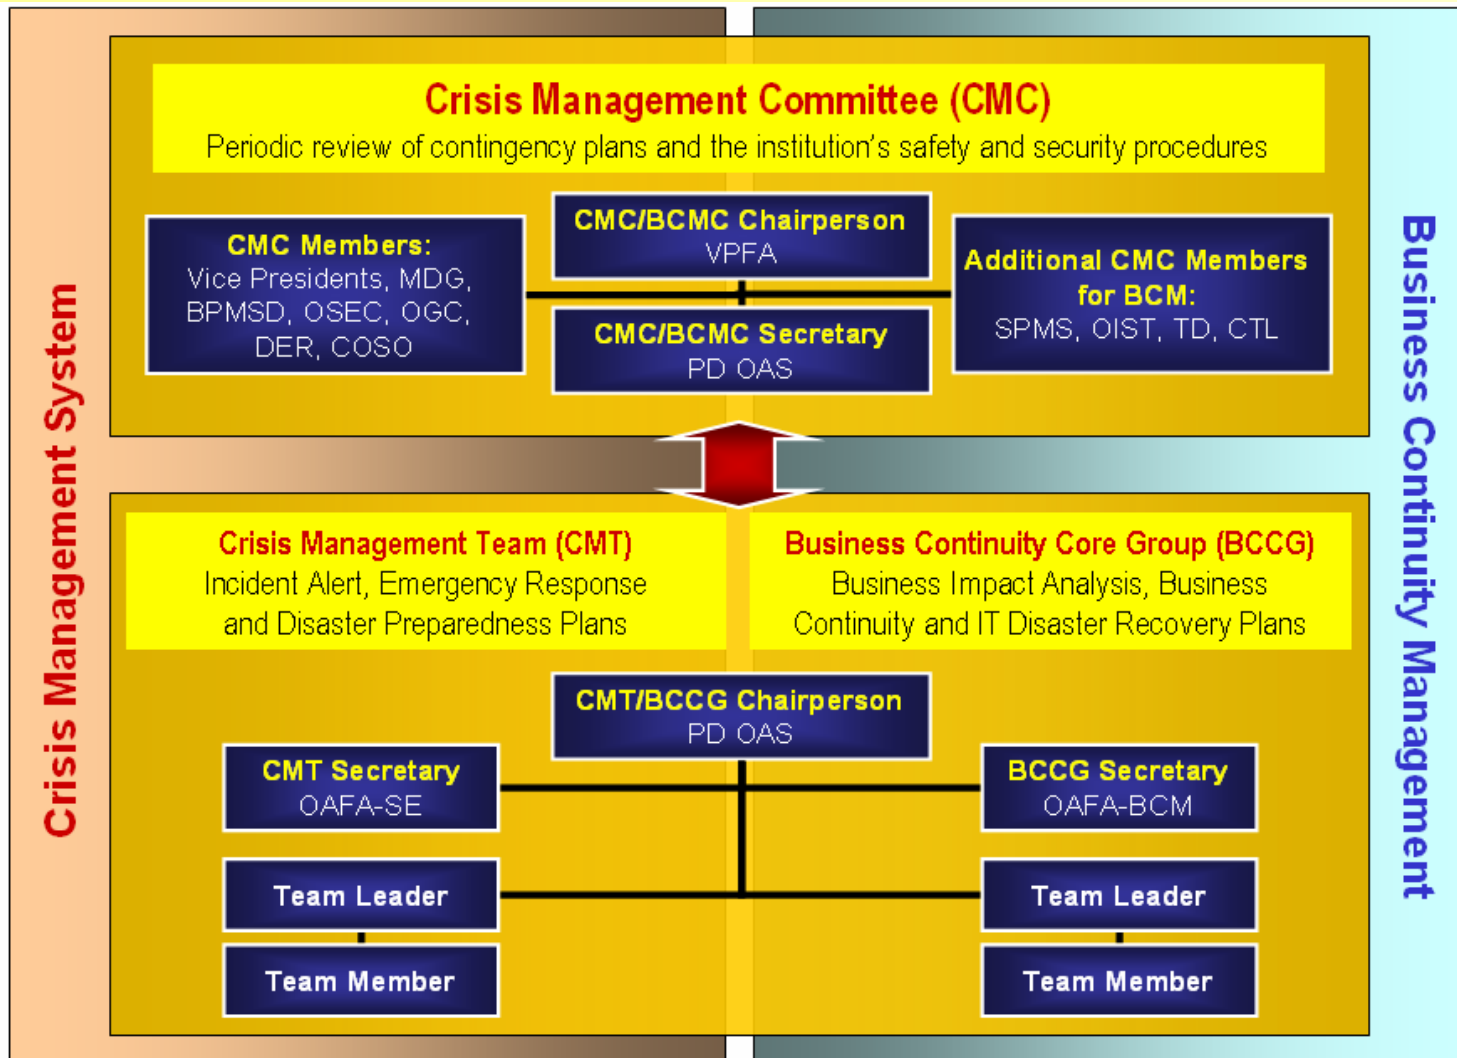 Crisis Management System
Business Continuity Management
Crisis Management Committee (CMC)
Periodic review of contingency plans and the institution's safety and security procedures
CMC Members:
Vice Presidents, MDG,
BPMSD, OSEC, OGC,
DER, COSO
CMC/BCMC Chairperson
VPFA
CMC/BCMC Secretary
PD OAS
Additional CMC Members
for BCM:
SPMS, OIST, TD, CTL
Crisis Management Team (CMT)
Incident Alert, Emergency Response
and Disaster Preparedness Plans
Business Continuity Core Group (BCCG)
Business Impact Analysis, Business
Continuity and IT Disaster Recovery Plans
CMT/BCCG Chairperson
PD OAS
CMT Secretary
OAFA-SE
BCCG Secretary
OAFA-BCM
Team Leader
Team Leader
Team Member
Team Member